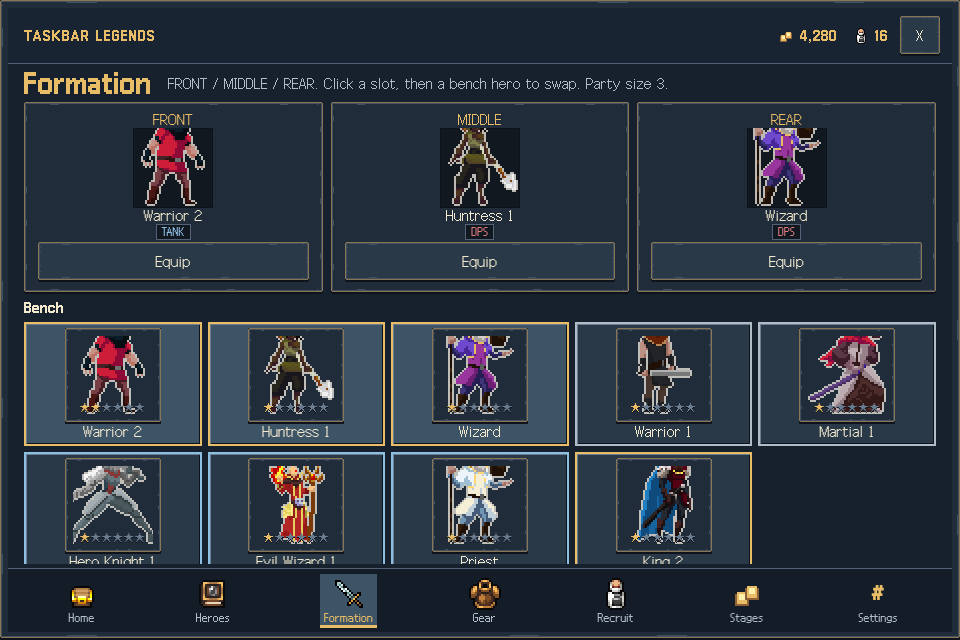 TASKBAR LEGENDS
4,280
16
X
Formation
FRONT / MIDDLE / REAR. Click a slot, then a bench hero to swap. Party size 3.
FRONT
MIDDLE
REAR
Warrior 2
Huntress 1
Wizard
TANK
DPS
DPS
Equip
Equip
Equip
Bench
Warrior 2
Huntress 1
Wizard
Warrior 1
Martial 1
Hero Knight 1
Evil Wizard 1
Priest
King 2
Home
Heroes
Formation
Gear
Recruit
Stages
#
Settings